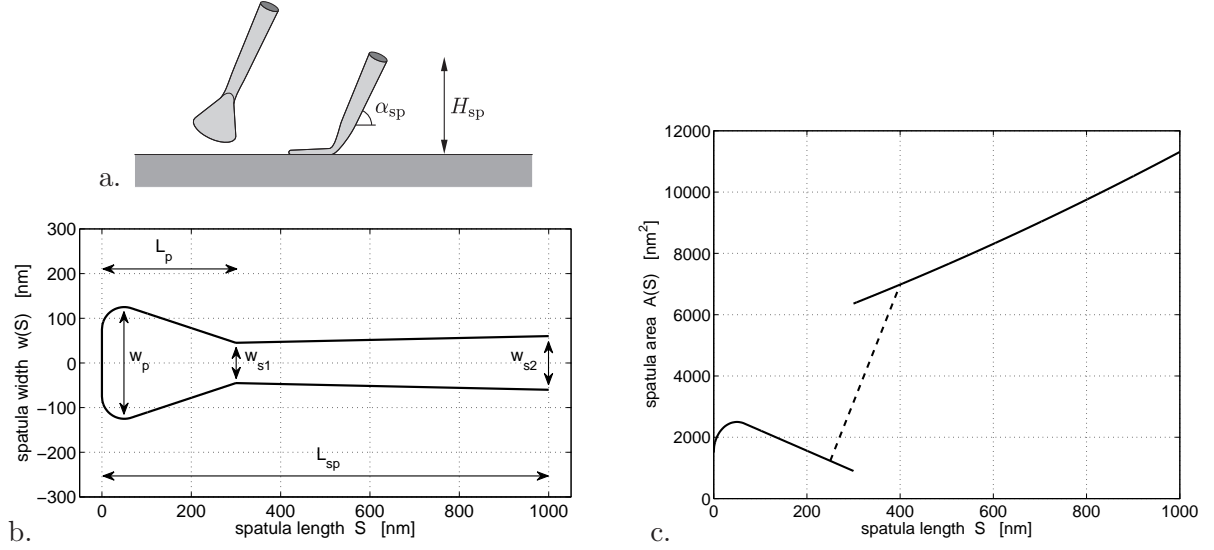 α_sp
H_sp
a.
300
200
100
0
−100
−200
−300
spatula width w(S) [nm]
L_p
w_p
w_s1
w_s2
L_sp
0
200
400
600
800
1000
spatula length S [nm]
b.
12000
10000
8000
6000
4000
2000
0
spatula area A(S) [nm²]
0
200
400
600
800
1000
spatula length S [nm]
c.